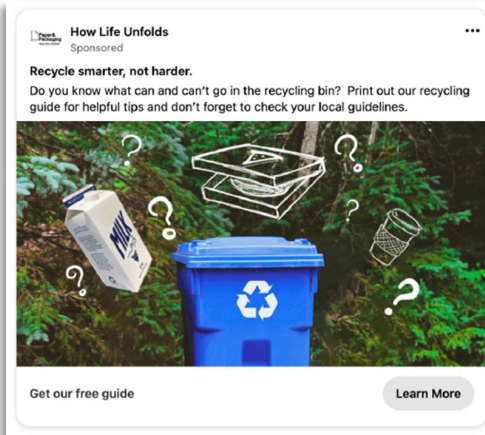 How Life Unfolds
Paper &
Packaging
Sponsored
Recycle smarter, not harder.
Do you know what can and can't go in the recycling bin?  Print out our recycling
guide for helpful tips and don't forget to check your local guidelines.
?
?
?
?
MILK
?
?
Get our free guide
Learn More